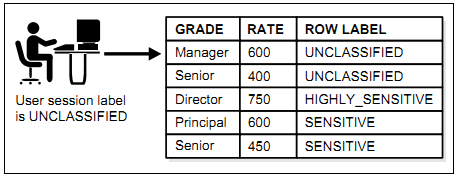 GRADE RATE ROW LABEL
Manager 600 UNCLASSIFIED
Senior 400 UNCLASSIFIED
Director 750 HIGHLY_SENSITIVE
Principal 600 SENSITIVE
Senior 450 SENSITIVE
User session label
is UNCLASSIFIED